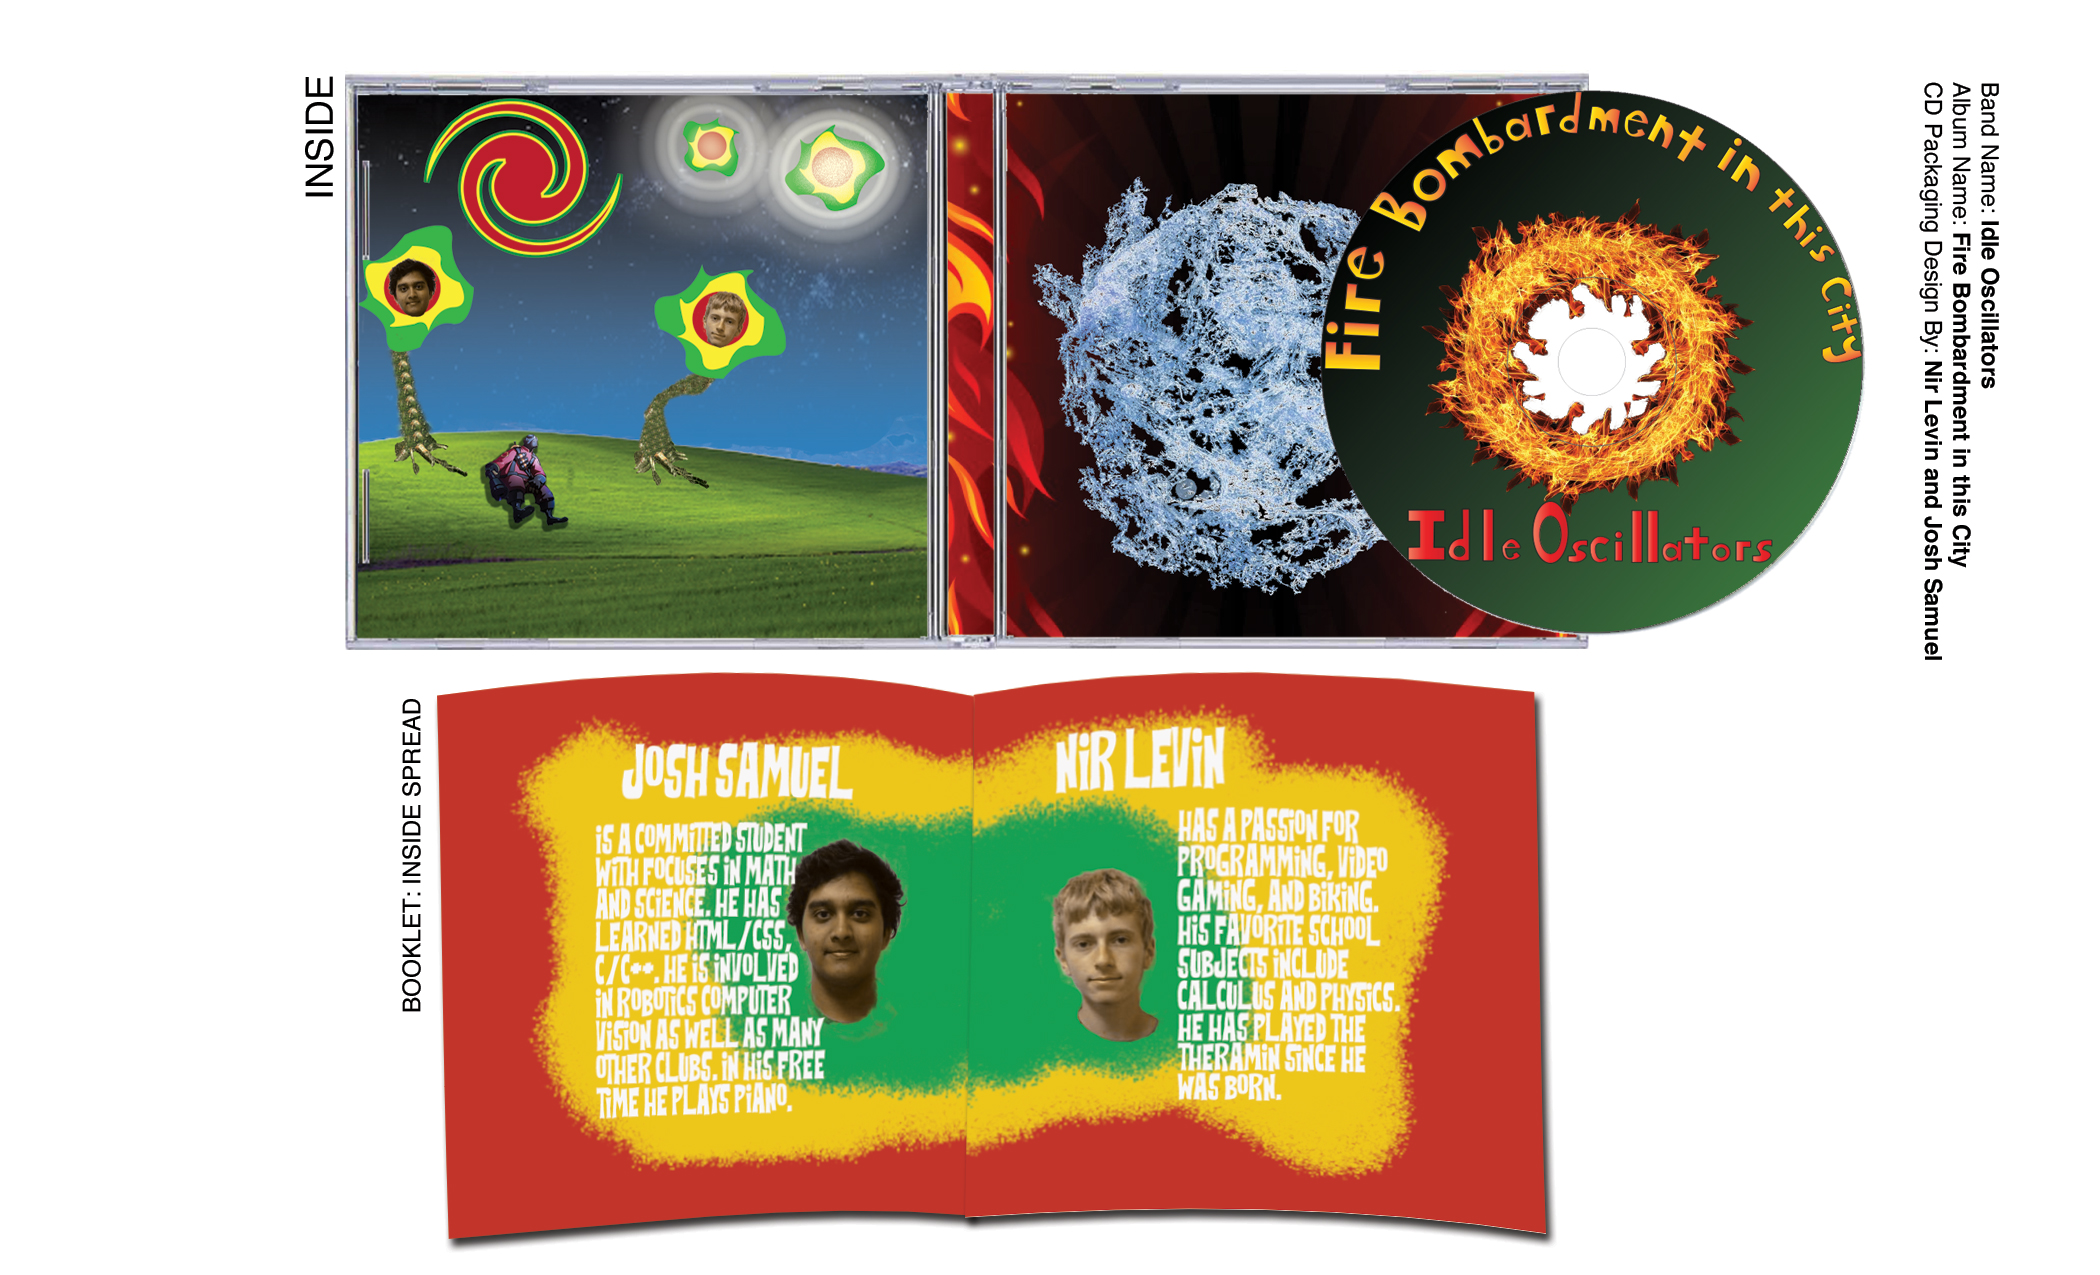 INSIDE
Fire Bombardment in this City
Idle Oscillators
Band Name: Idle Oscillators
Album Name: Fire Bombardment in this City
CD Packaging Design By: Nir Levin and Josh Samuel
BOOKLET: INSIDE SPREAD
JOSH SAMUEL
iS A COMMITTED STUDENT
WITH FOCUSES iN MATH
AND SCIENCE. HE HAS
LEARNED HTML/CSS,
C/C++. HE iS iNVOLVED
iN ROBOTICS COMPUTER
ViSiON AS WELL AS MANY
OTHER CLUBS. iN HiS FREE
TiME HE PLAYS PiANO.
NiR LEViN
HAS A PASSiON FOR
PROGRAMMiNG, ViDEO
GAMiNG, AND BiKiNG.
HiS FAVORiTE SCHOOL
SUBJECTS iNCLUDE
CALCULUS AND PHYSiCS.
HE HAS PLAYED THE
THERAMiN SiNCE HE
WAS BORN.